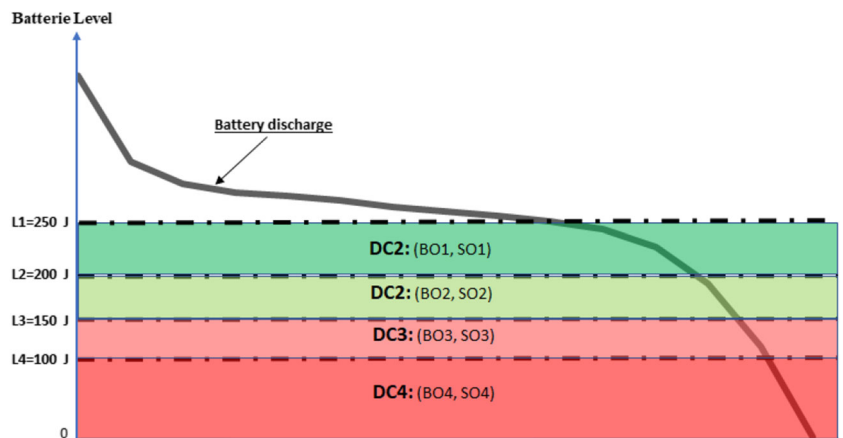 Batterie Level
Battery discharge
L1=250 J
DC2: (BO1, SO1)
L2=200 J
DC2: (BO2, SO2)
L3=150 J
DC3: (BO3, SO3)
L4=100 J
DC4: (BO4, SO4)
0